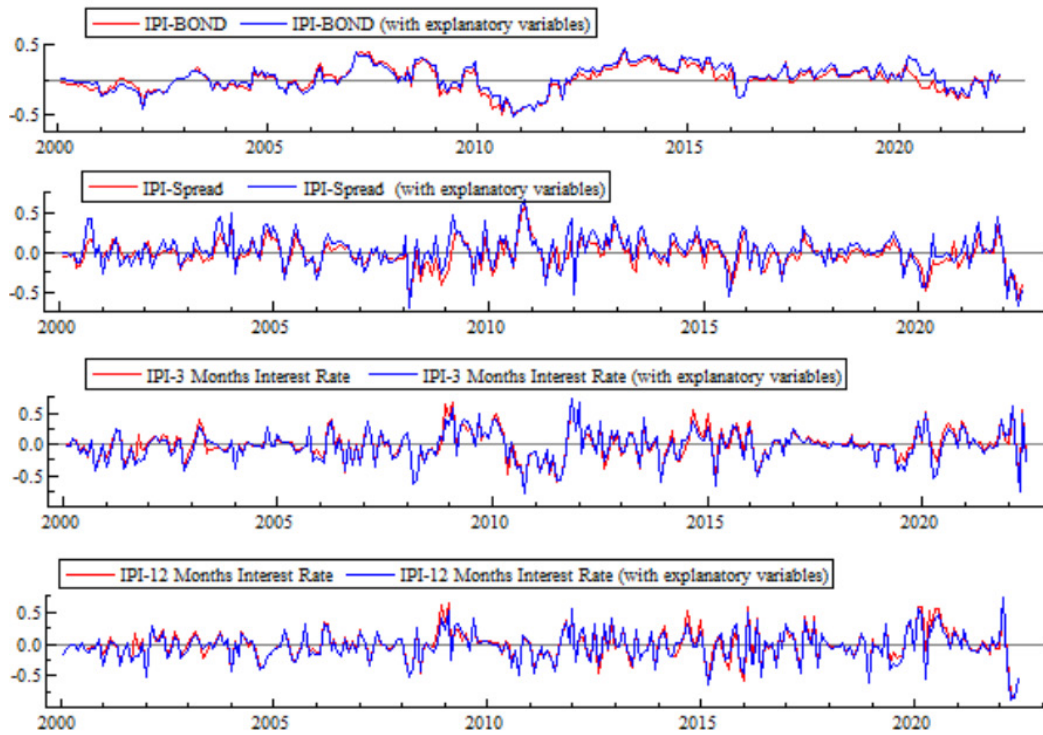 IPI-BOND IPI-BOND (with explanatory variables)
0.5
0.0
-0.5
2000 2005 2010 2015 2020
IPI-Spread IPI-Spread (with explanatory variables)
0.5
0.0
-0.5
2000 2005 2010 2015 2020
IPI-3 Months Interest Rate IPI-3 Months Interest Rate (with explanatory variables)
0.5
0.0
-0.5
2000 2005 2010 2015 2020
IPI-12 Months Interest Rate IPI-12 Months Interest Rate (with explanatory variables)
0.5
0.0
-0.5
2000 2005 2010 2015 2020